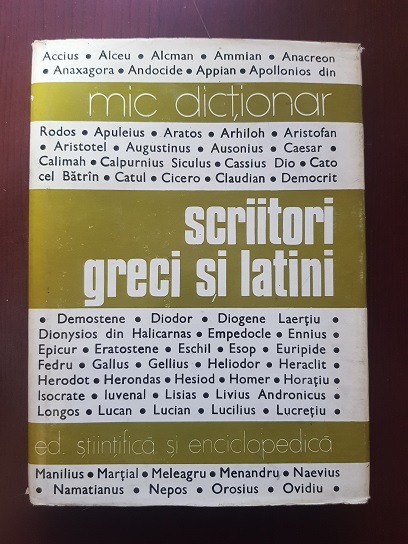 Accius • Alceu • Alcman • Ammian • Anacreon
• Anaxagora • Andocide • Appian • Apollonios din
mic dicționar
Rodos • Apuleius • Aratos • Arhiloh • Aristofan
• Aristotel • Augustinus • Ausonius • Caesar •
Calimah • Calpurnius Siculus • Cassius Dio • Cato
cel Bătrîn • Catul • Cicero • Claudian • Democrit
scriitori
greci și latini
• Demostene • Diodor • Diogene Laerțiu •
Dionysios din Halicarnas • Empedocle • Ennius •
Epicur • Eratostene • Eschil • Esop • Euripide •
Fedru • Gallus • Gellius • Heliodor • Heraclit •
Herodot • Herondas • Hesiod • Homer • Horațiu •
Isocrate • Iuvenal • Lisias • Livius Andronicus •
Longos • Lucan • Lucian • Lucilius • Lucrețiu •
ed. științifică și enciclopedică
Manilius • Marțial • Meleagru • Menandru • Naevius
• Namatianus • Nepos • Orosius • Ovidiu •